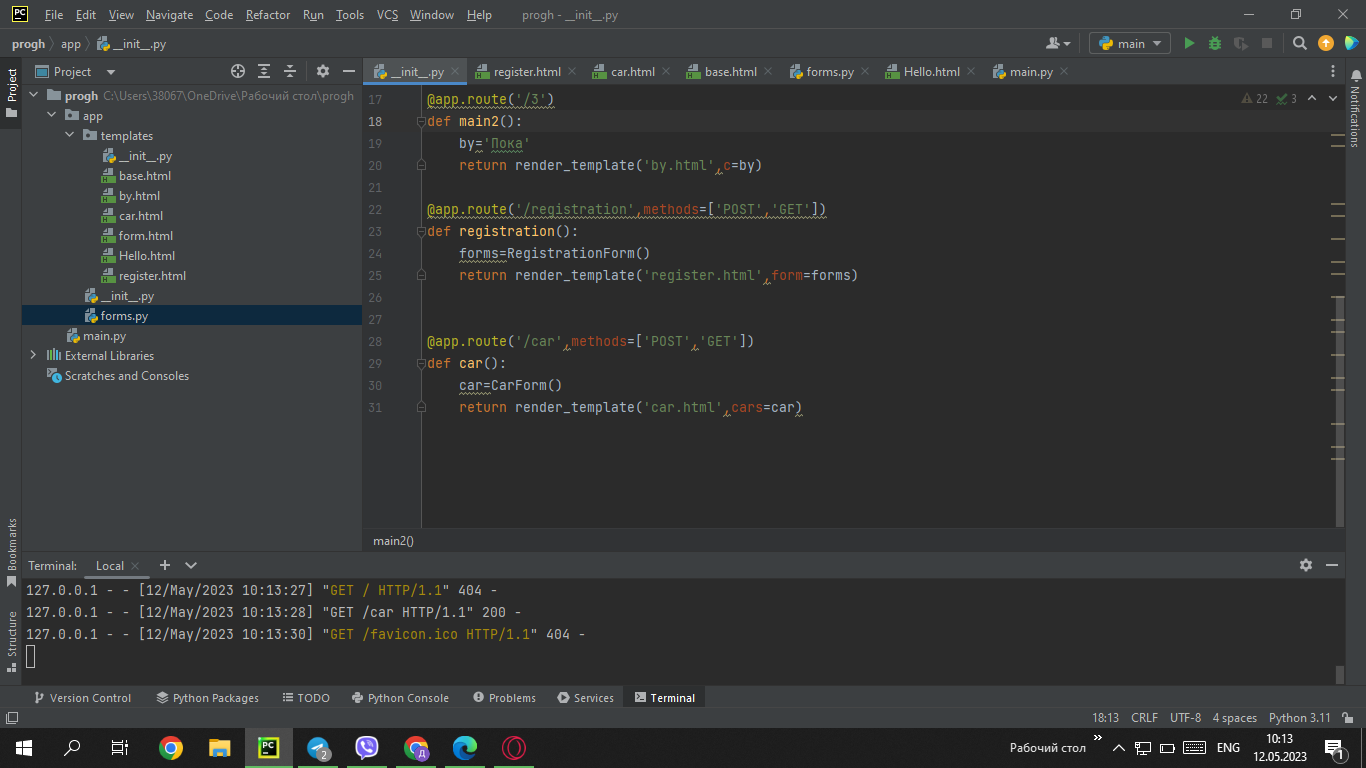 File Edit View Navigate Code Refactor Run Tools VCS Window Help progh - __init__.py
progh app __init__.py main
Project
__init__.py register.html car.html base.html forms.py Hello.html main.py
progh C:\Users\38067\OneDrive\Рабочий стол\progh
app
templates
__init__.py
base.html
by.html
car.html
form.html
Hello.html
register.html
__init__.py
forms.py
main.py
External Libraries
Scratches and Consoles
22 3
17 @app.route('/3')
18 def main2():
19 by='Пока'
20 return render_template('by.html',c=by)
21
22 @app.route('/registration',methods=['POST','GET'])
23 def registration():
24 forms=RegistrationForm()
25 return render_template('register.html',form=forms)
26
27
28 @app.route('/car',methods=['POST','GET'])
29 def car():
30 car=CarForm()
31 return render_template('car.html',cars=car)
main2()
Project
Bookmarks
Structure
Notifications
Terminal: Local
127.0.0.1 - - [12/May/2023 10:13:27] "GET / HTTP/1.1" 404 -
127.0.0.1 - - [12/May/2023 10:13:28] "GET /car HTTP/1.1" 200 -
127.0.0.1 - - [12/May/2023 10:13:30] "GET /favicon.ico HTTP/1.1" 404 -
Version Control Python Packages TODO Python Console Problems Services Terminal
18:13 CRLF UTF-8 4 spaces Python 3.11
PC 2 Д Рабочий стол ENG 10:13
12.05.2023 1